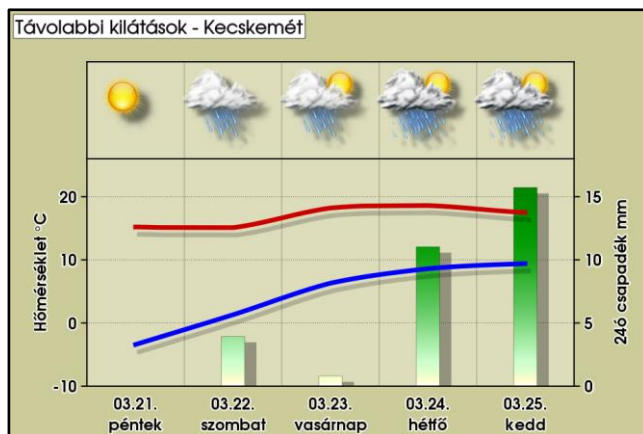 Távolabbi kilátások - Kecskemét
Hőmérséklet °C
20
10
0
-10
15
10
5
0
24ó csapadék mm
03.21.
péntek
03.22.
szombat
03.23.
vasárnap
03.24.
hétfő
03.25.
kedd